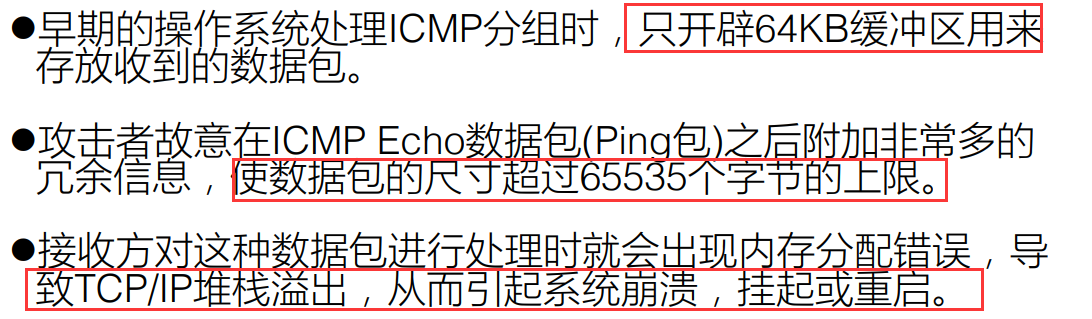 ●早期的操作系统处理ICMP分组时，只开辟64KB缓冲区用来
存放收到的数据包。
●攻击者故意在ICMP Echo数据包(Ping包)之后附加非常多的
冗余信息，使数据包的尺寸超过65535个字节的上限。
●接收方对这种数据包进行处理时就会出现内存分配错误，导
致TCP/IP堆栈溢出，从而引起系统崩溃，挂起或重启。